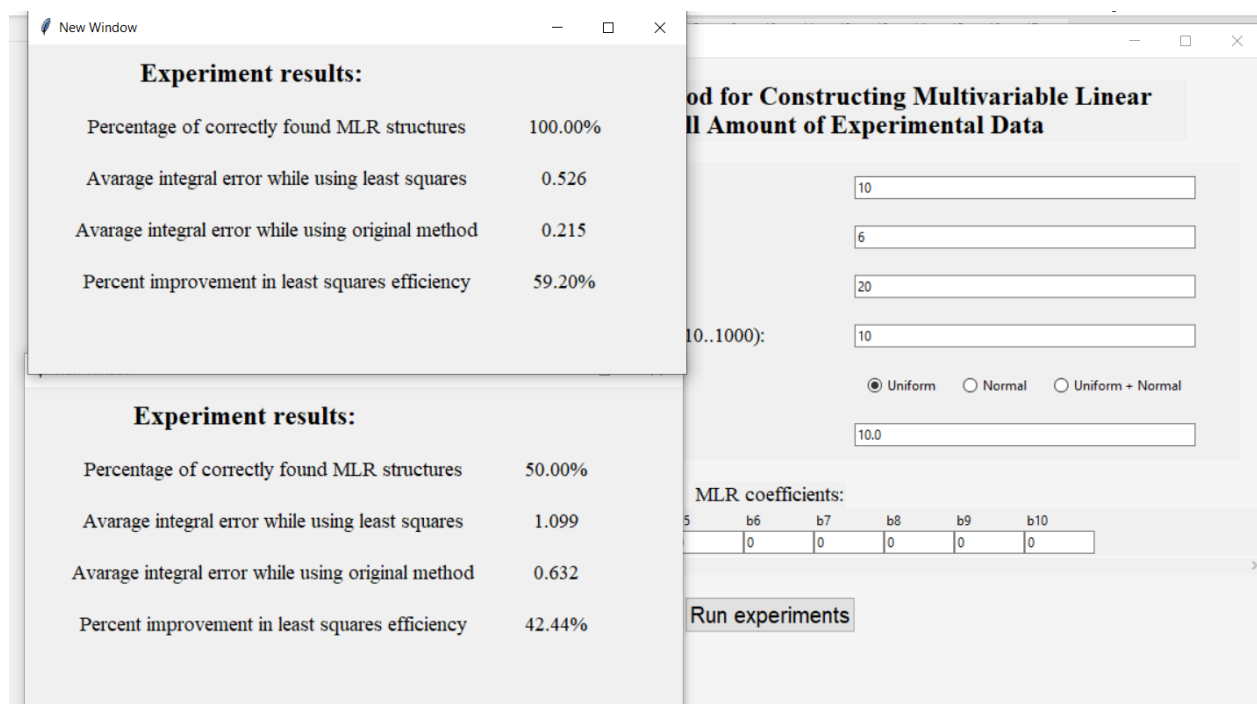 New Window
Experiment results:
Percentage of correctly found MLR structures 100.00%
Avarage integral error while using least squares 0.526
Avarage integral error while using original method 0.215
Percent improvement in least squares efficiency 59.20%
Experiment results:
Percentage of correctly found MLR structures 50.00%
Avarage integral error while using least squares 1.099
Avarage integral error while using original method 0.632
Percent improvement in least squares efficiency 42.44%
od for Constructing Multivariable Linear
ll Amount of Experimental Data
10
6
20
10..1000): 10
Uniform Normal Uniform + Normal
10.0
MLR coefficients:
5 b6 b7 b8 b9 b10
0 0 0 0 0
Run experiments